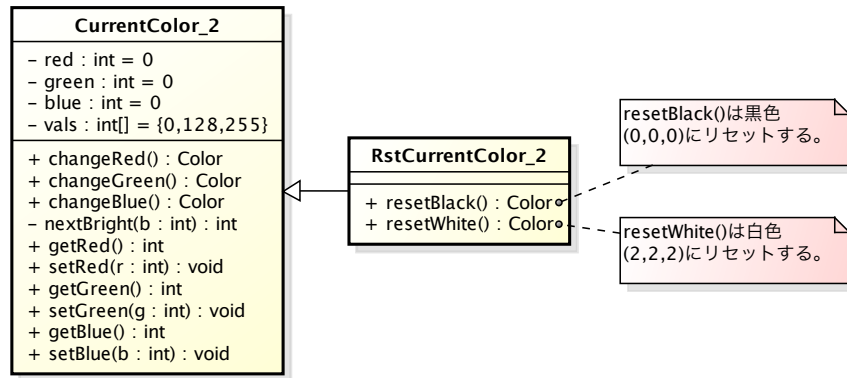 CurrentColor_2
– red : int = 0
– green : int = 0
– blue : int = 0
– vals : int[] = {0,128,255}
+ changeRed() : Color
+ changeGreen() : Color
+ changeBlue() : Color
– nextBright(b : int) : int
+ getRed() : int
+ setRed(r : int) : void
+ getGreen() : int
+ setGreen(g : int) : void
+ getBlue() : int
+ setBlue(b : int) : void
RstCurrentColor_2
+ resetBlack() : Color
+ resetWhite() : Color
resetBlack()は黒色
(0,0,0)にリセットする。
resetWhite()は白色
(2,2,2)にリセットする。